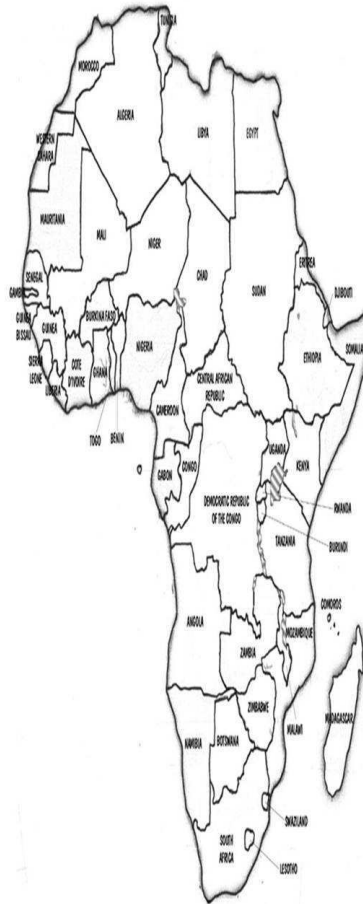 TUNISIA
MOROCCO
ALGERIA
LIBYA
EGYPT
WESTERN
SAHARA
MAURITANIA
MALI
NIGER
CHAD
SUDAN
ERITREA
DJIBOUTI
SENEGAL
GAMBIA
GUINEA
BISSAU
GUINEA
BURKINA FASO
SIERRA
LEONE
LIBERIA
COTE
D'IVOIRE
GHANA
TOGO
BENIN
NIGERIA
CAMEROON
CENTRAL AFRICAN
REPUBLIC
ETHIOPIA
SOMALIA
GABON
CONGO
DEMOCRATIC REPUBLIC
OF THE CONGO
UGANDA
KENYA
RWANDA
BURUNDI
TANZANIA
COMOROS
ANGOLA
ZAMBIA
MOZAMBIQUE
MALAWI
ZIMBABWE
MADAGASCAR
NAMIBIA
BOTSWANA
SWAZILAND
SOUTH
AFRICA
LESOTHO